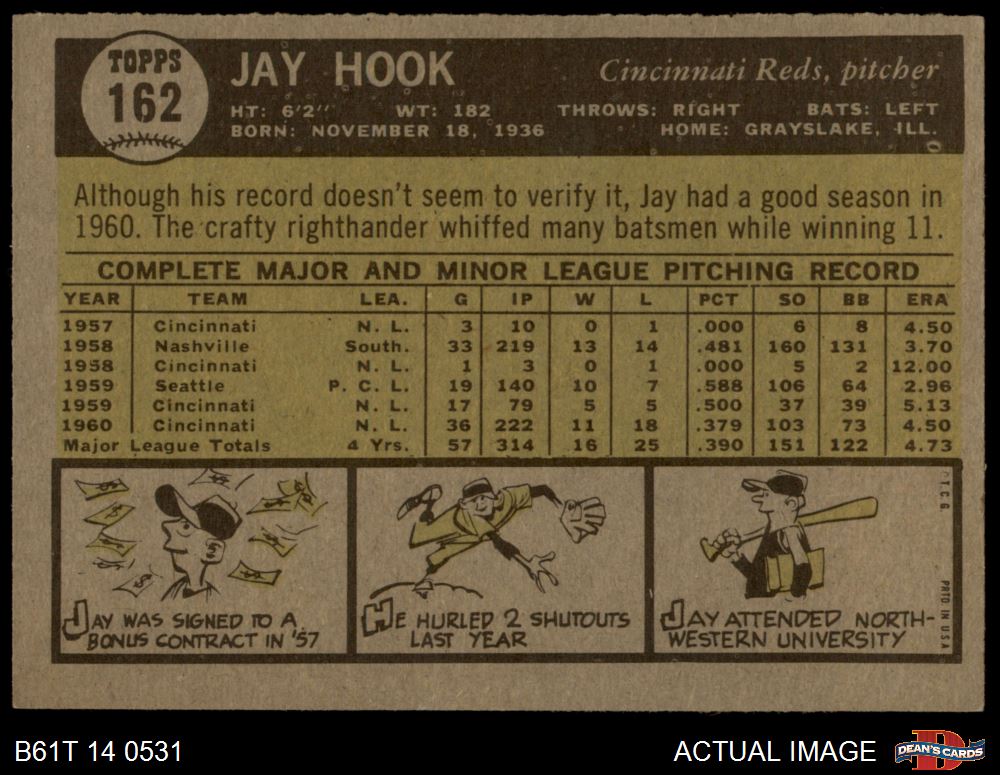 TOPPS
162
JAY HOOK
Cincinnati Reds, pitcher
HT: 6'2" WT: 182 THROWS: RIGHT BATS: LEFT
BORN: NOVEMBER 18, 1936 HOME: GRAYSLAKE, ILL.
Although his record doesn't seem to verify it, Jay had a good season in
1960. The crafty righthander whiffed many batsmen while winning 11.
COMPLETE MAJOR AND MINOR LEAGUE PITCHING RECORD
YEAR TEAM LEA. G IP W L PCT SO BB ERA
1957 Cincinnati N. L. 3 10 0 1 .000 6 8 4.50
1958 Nashville South. 33 219 13 14 .481 160 131 3.70
1958 Cincinnati N. L. 1 3 0 1 .000 5 2 12.00
1959 Seattle P. C. L. 19 140 10 7 .588 106 64 2.96
1959 Cincinnati N. L. 17 79 5 5 .500 37 39 5.13
1960 Cincinnati N. L. 36 222 11 18 .379 103 73 4.50
Major League Totals 4 Yrs. 57 314 16 25 .390 151 122 4.73
JAY WAS SIGNED TO A
BONUS CONTRACT IN '57
HE HURLED 2 SHUTOUTS
LAST YEAR
JAY ATTENDED NORTH-
WESTERN UNIVERSITY
T. C. G. PRTD IN USA
B61T 14 0531
ACTUAL IMAGE
DEAN'S CARDS